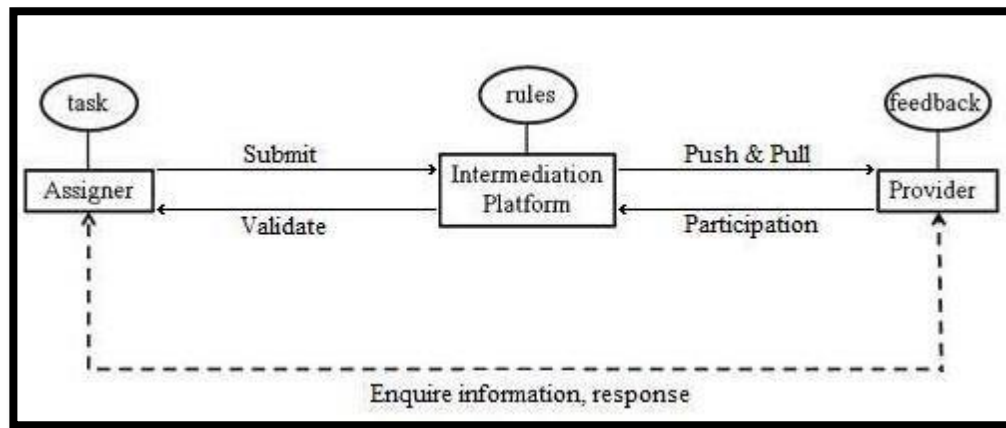 task
rules
feedback
Submit
Push & Pull
Assigner
Intermediation
Platform
Provider
Validate
Participation
Enquire information, response